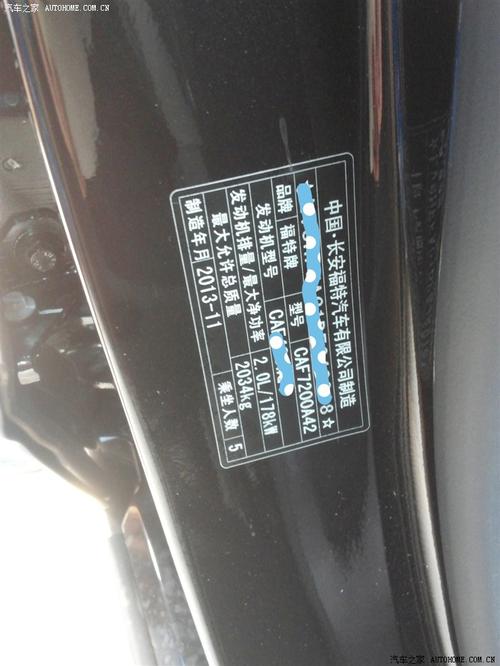 汽车之家 AUTOHOME.COM.CN
中国·长安福特汽车有限公司制造
8☆
品牌 福特牌 型号 CAF7200A42
发动机型号 CAF
发动机排量/最大净功率 2.0L/178kW
最大允许总质量 2034kg
制造年月 2013-11 乘坐人数 5
汽车之家 AUTOHOME.COM.CN